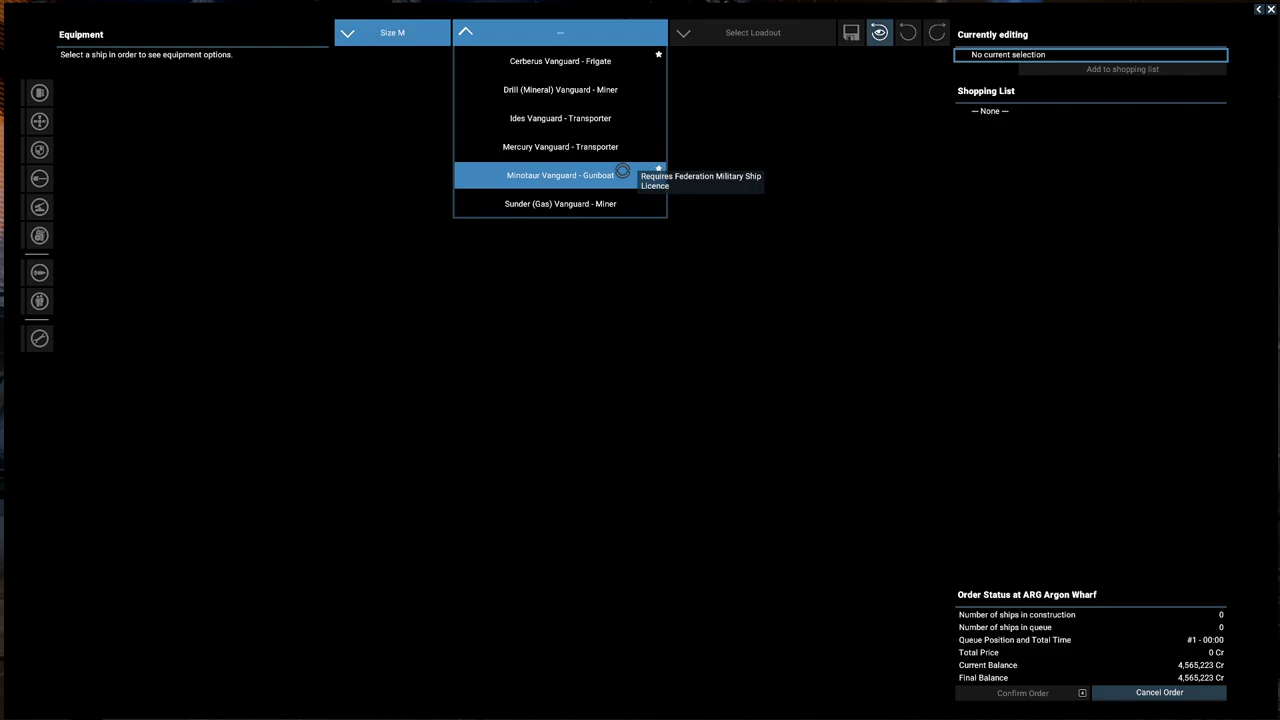 Equipment
Select a ship in order to see equipment options.
Size M
---
Select Loadout
Cerberus Vanguard - Frigate
Drill (Mineral) Vanguard - Miner
Ides Vanguard - Transporter
Mercury Vanguard - Transporter
Minotaur Vanguard - Gunboat
Sunder (Gas) Vanguard - Miner
Requires Federation Military Ship
Licence
Currently editing
No current selection
Add to shopping list
Shopping List
--- None ---
Order Status at ARG Argon Wharf
Number of ships in construction 0
Number of ships in queue 0
Queue Position and Total Time #1 - 00:00
Total Price 0 Cr
Current Balance 4,565,223 Cr
Final Balance 4,565,223 Cr
Confirm Order
Cancel Order